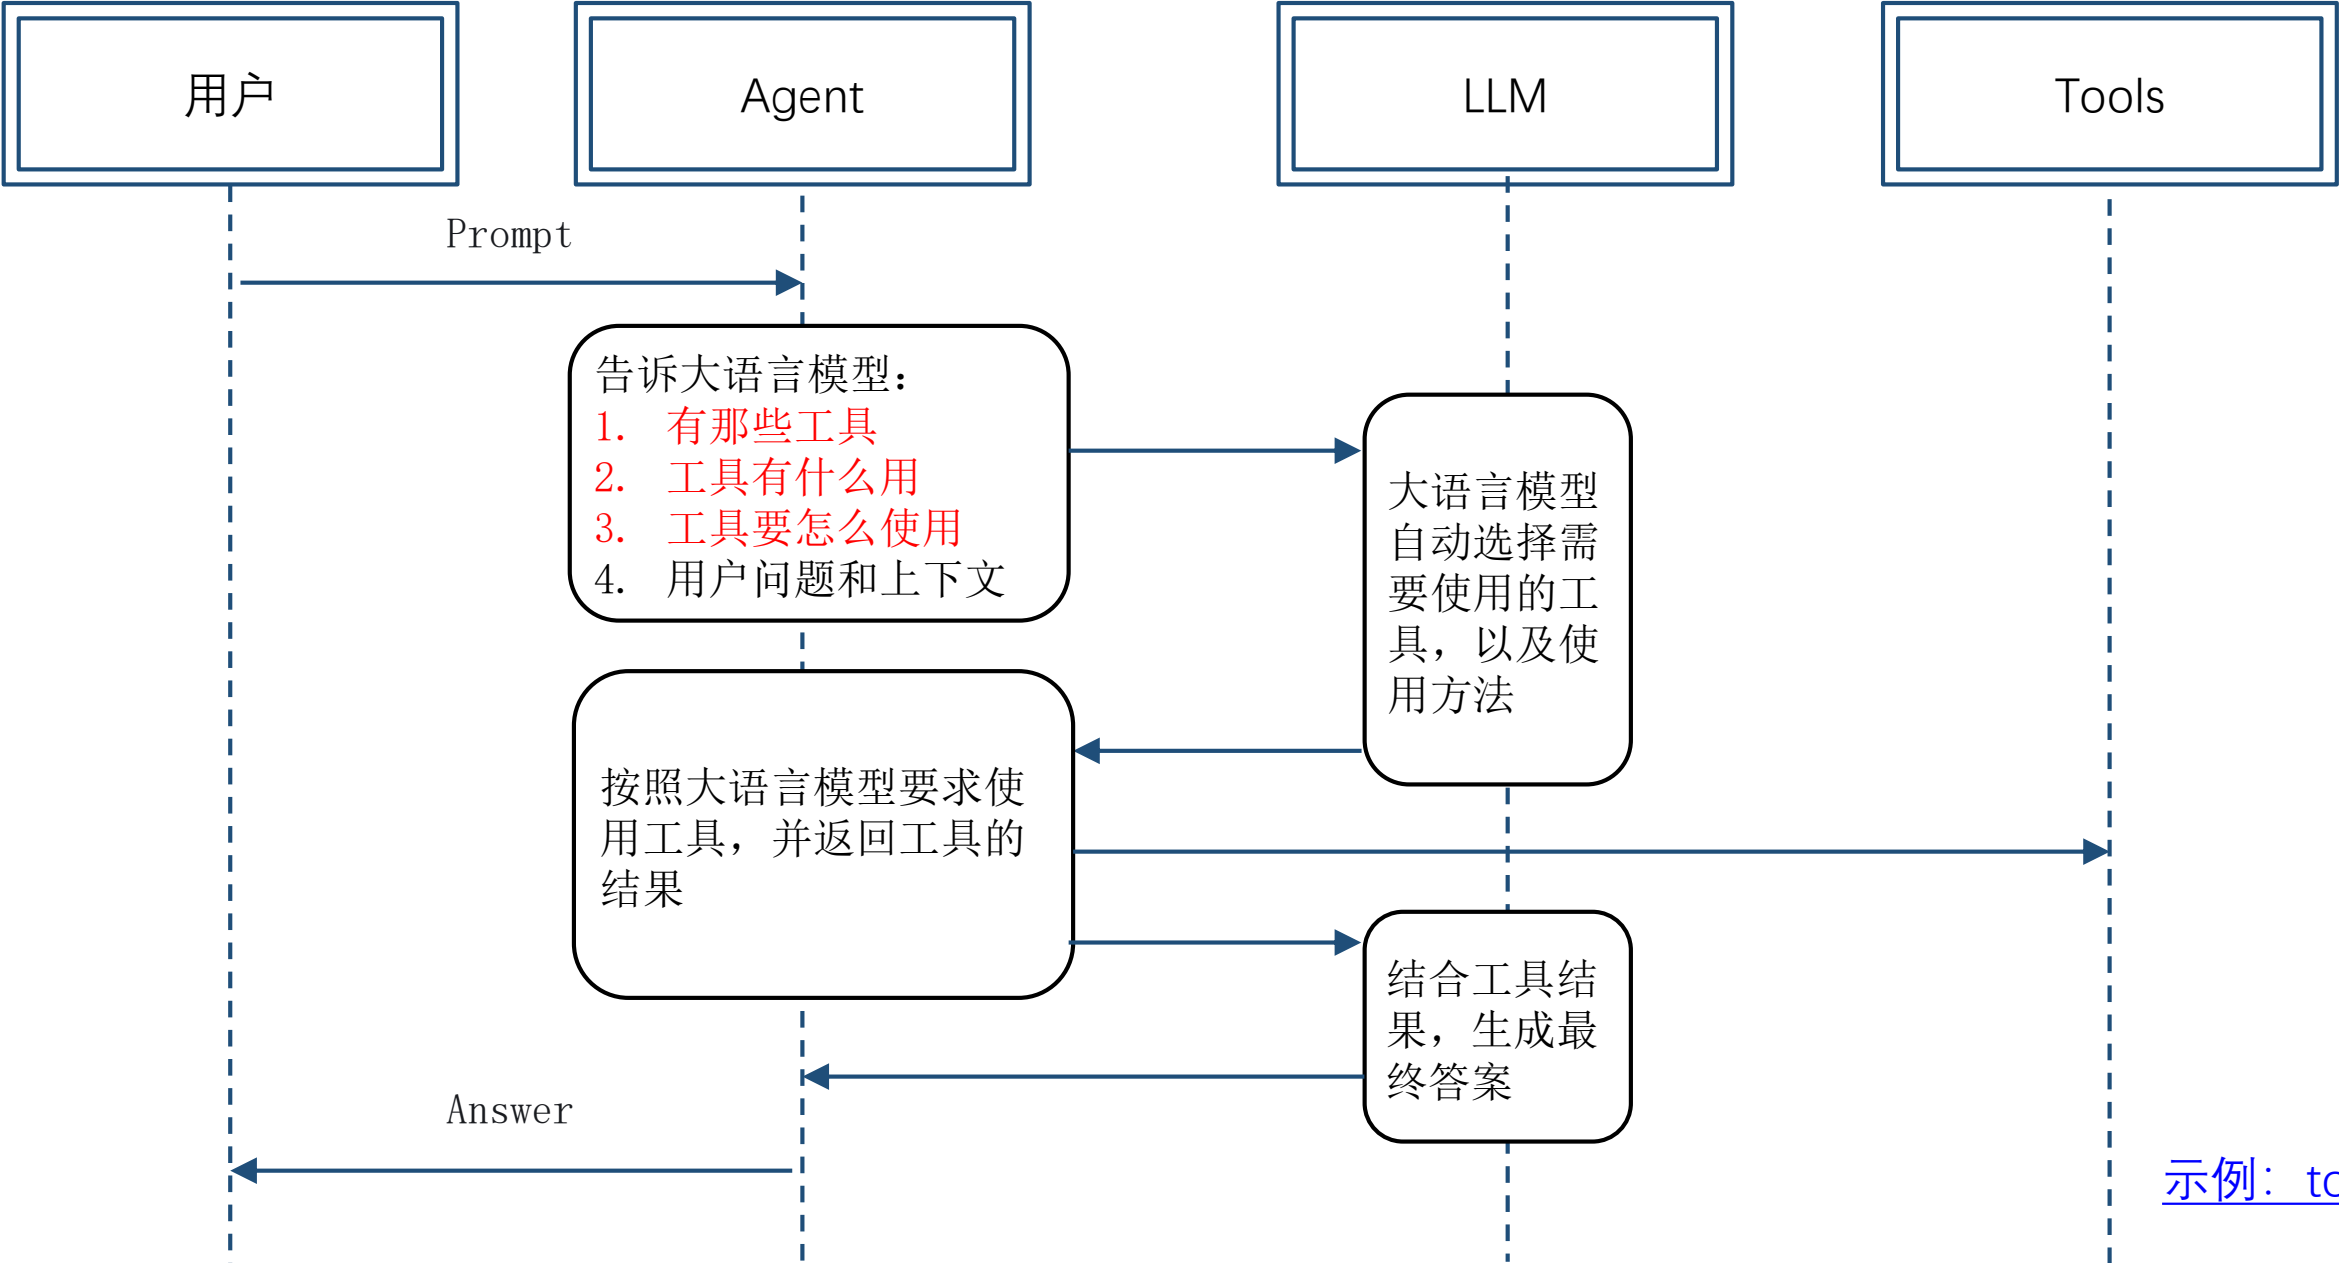 用户
Agent
LLM
Tools
Prompt
告诉大语言模型：
1. 有那些工具
2. 工具有什么用
3. 工具要怎么使用
4. 用户问题和上下文
大语言模型
自动选择需
要使用的工
具，以及使
用方法
按照大语言模型要求使
用工具，并返回工具的
结果
结合工具结
果，生成最
终答案
Answer
示例：